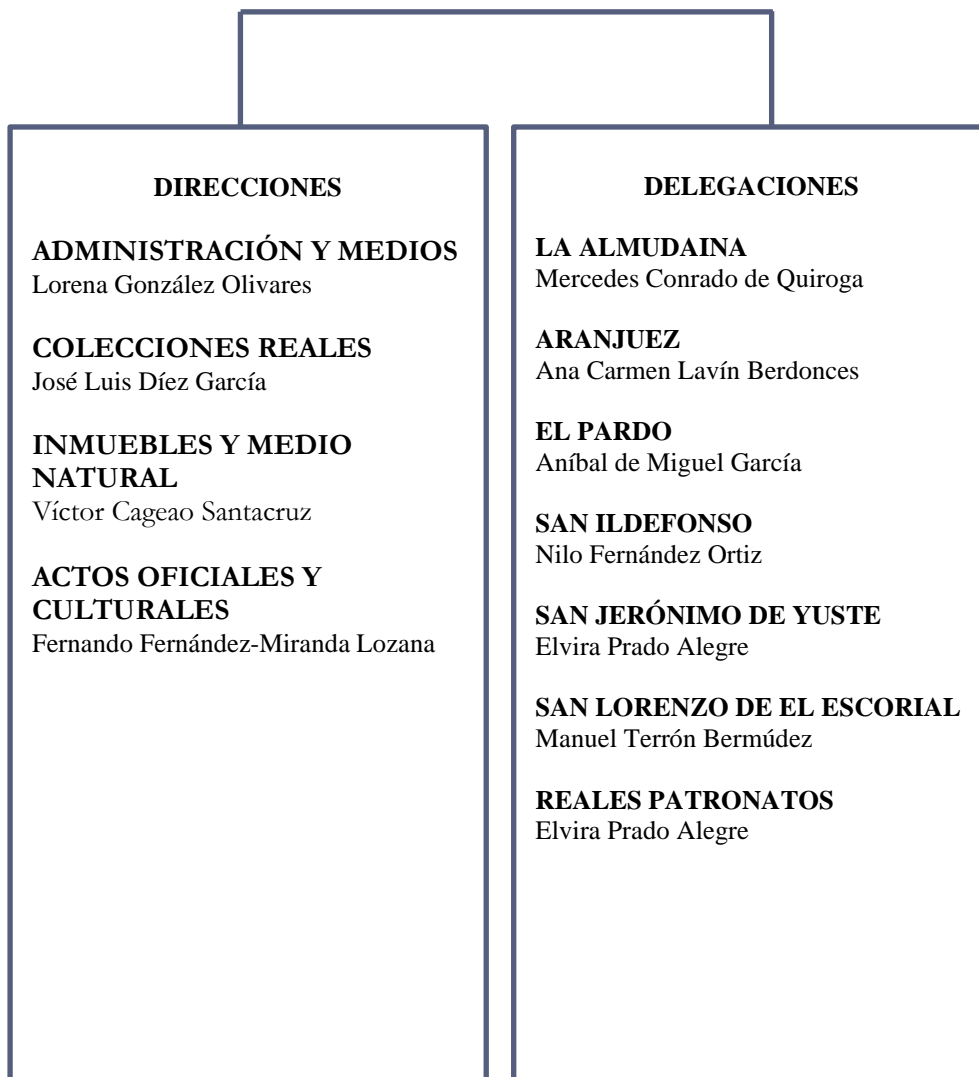 DIRECCIONES
ADMINISTRACIÓN Y MEDIOS
Lorena González Olivares
COLECCIONES REALES
José Luis Díez García
INMUEBLES Y MEDIO
NATURAL
Víctor Cageao Santacruz
ACTOS OFICIALES Y
CULTURALES
Fernando Fernández-Miranda Lozana
DELEGACIONES
LA ALMUDAINA
Mercedes Conrado de Quiroga
ARANJUEZ
Ana Carmen Lavín Berdonces
EL PARDO
Aníbal de Miguel García
SAN ILDEFONSO
Nilo Fernández Ortiz
SAN JERÓNIMO DE YUSTE
Elvira Prado Alegre
SAN LORENZO DE EL ESCORIAL
Manuel Terrón Bermúdez
REALES PATRONATOS
Elvira Prado Alegre